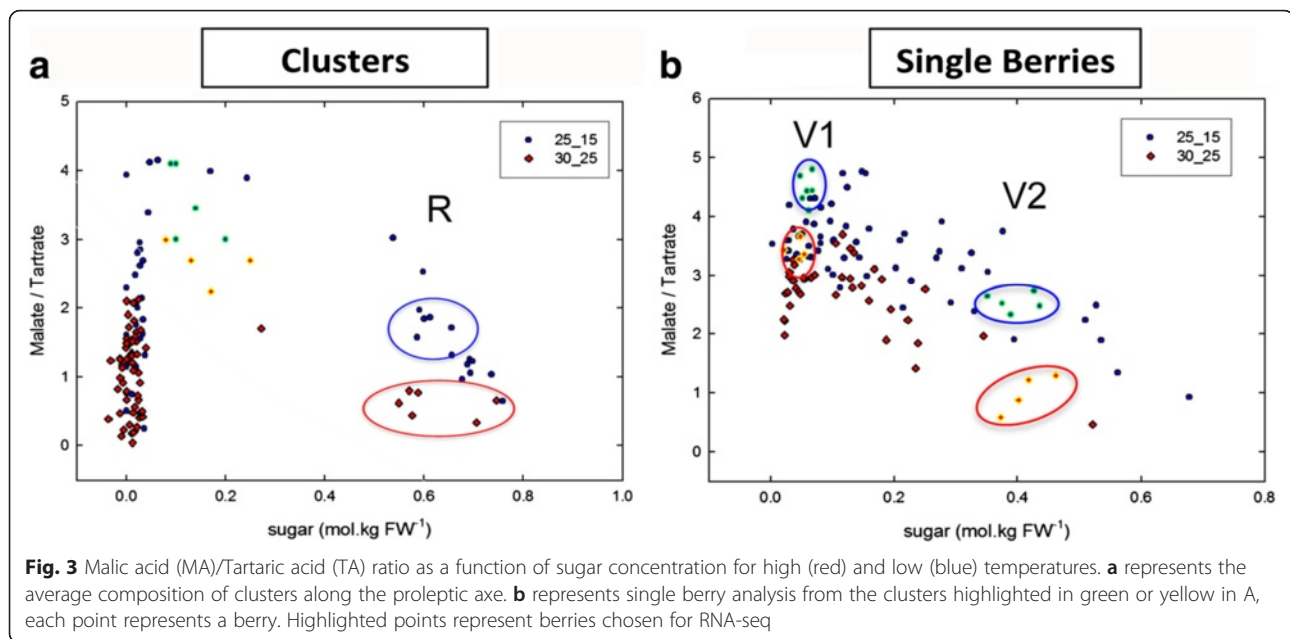 a
Clusters
Malate / Tartrate
5
4
3
2
1
0
25_15
30_25
R
0.0 0.2 0.4 0.6 0.8 1.0
sugar (mol.kg FW⁻¹)
b
Single Berries
Malate / Tartrate
6
5
4
3
2
1
0
25_15
30_25
V1
V2
0.0 0.2 0.4 0.6 0.8
sugar (mol.kg FW⁻¹)
Fig. 3 Malic acid (MA)/Tartaric acid (TA) ratio as a function of sugar concentration for high (red) and low (blue) temperatures. a represents the
average composition of clusters along the proleptic axe. b represents single berry analysis from the clusters highlighted in green or yellow in A,
each point represents a berry. Highlighted points represent berries chosen for RNA-seq